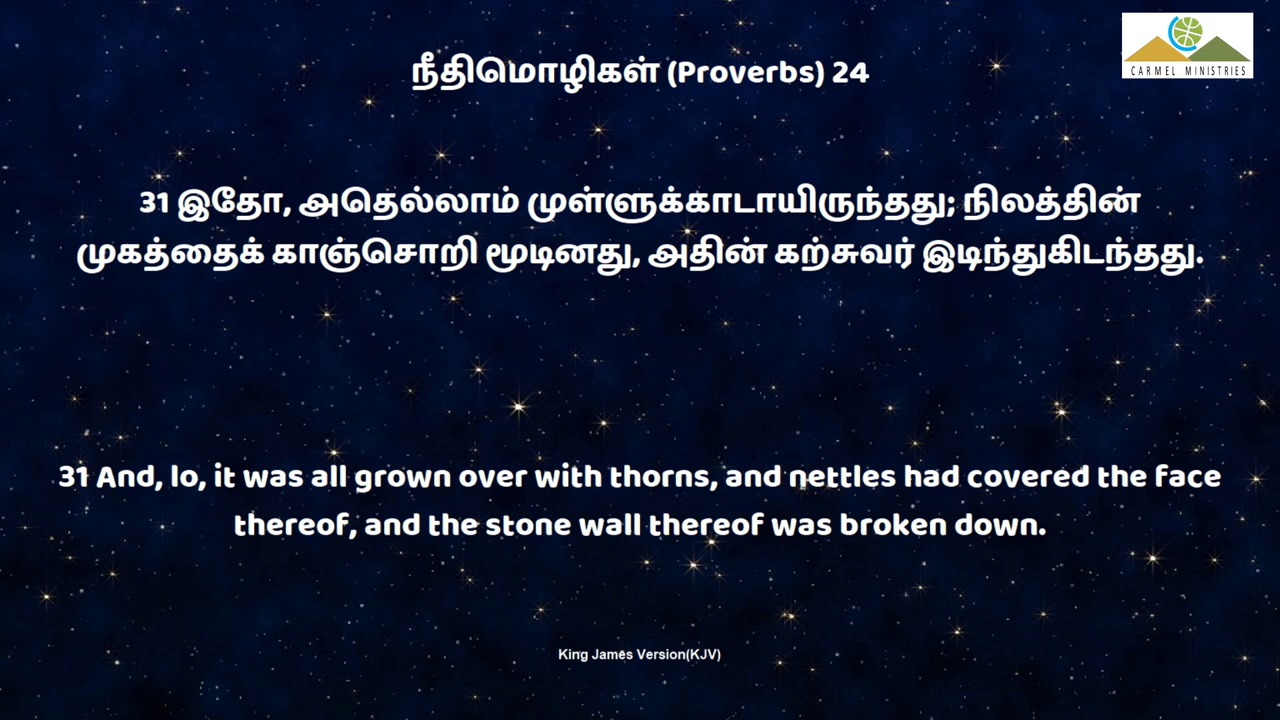 CARMEL MINISTRIES
நீதிமொழிகள் (Proverbs) 24
31 இதோ, அதெல்லாம் முள்ளுக்காடாயிருந்தது; நிலத்தின்
முகத்தைக் காஞ்சொறி மூடினது, அதின் கற்சுவர் இடிந்துகிடந்தது.
31 And, lo, it was all grown over with thorns, and nettles had covered the face
thereof, and the stone wall thereof was broken down.
King James Version(KJV)